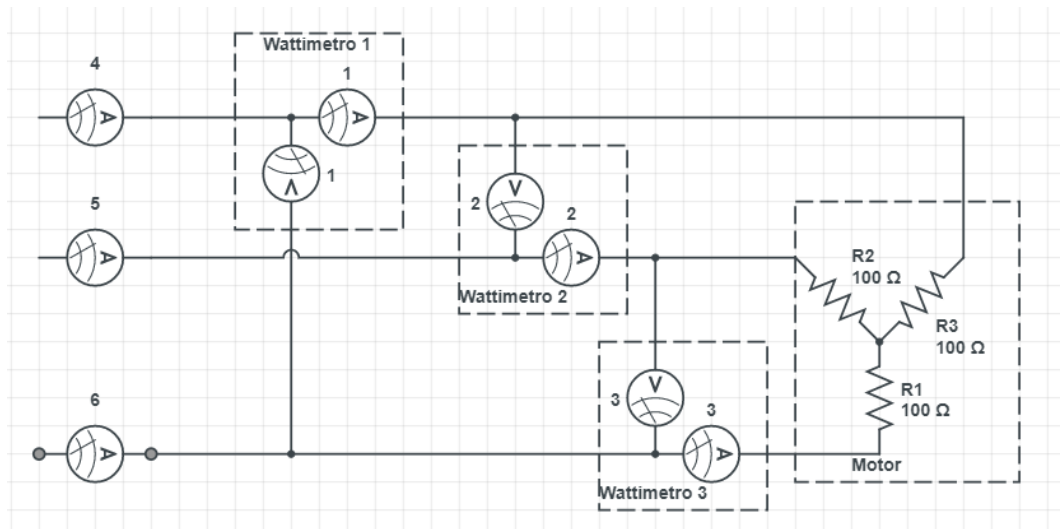 Wattimetro 1
4
1
A
A
V
1
5
2
V
2
A
A
Wattimetro 2
R2
100 Ω
R3
100 Ω
6
3
V
3
A
A
R1
100 Ω
Motor
Wattimetro 3